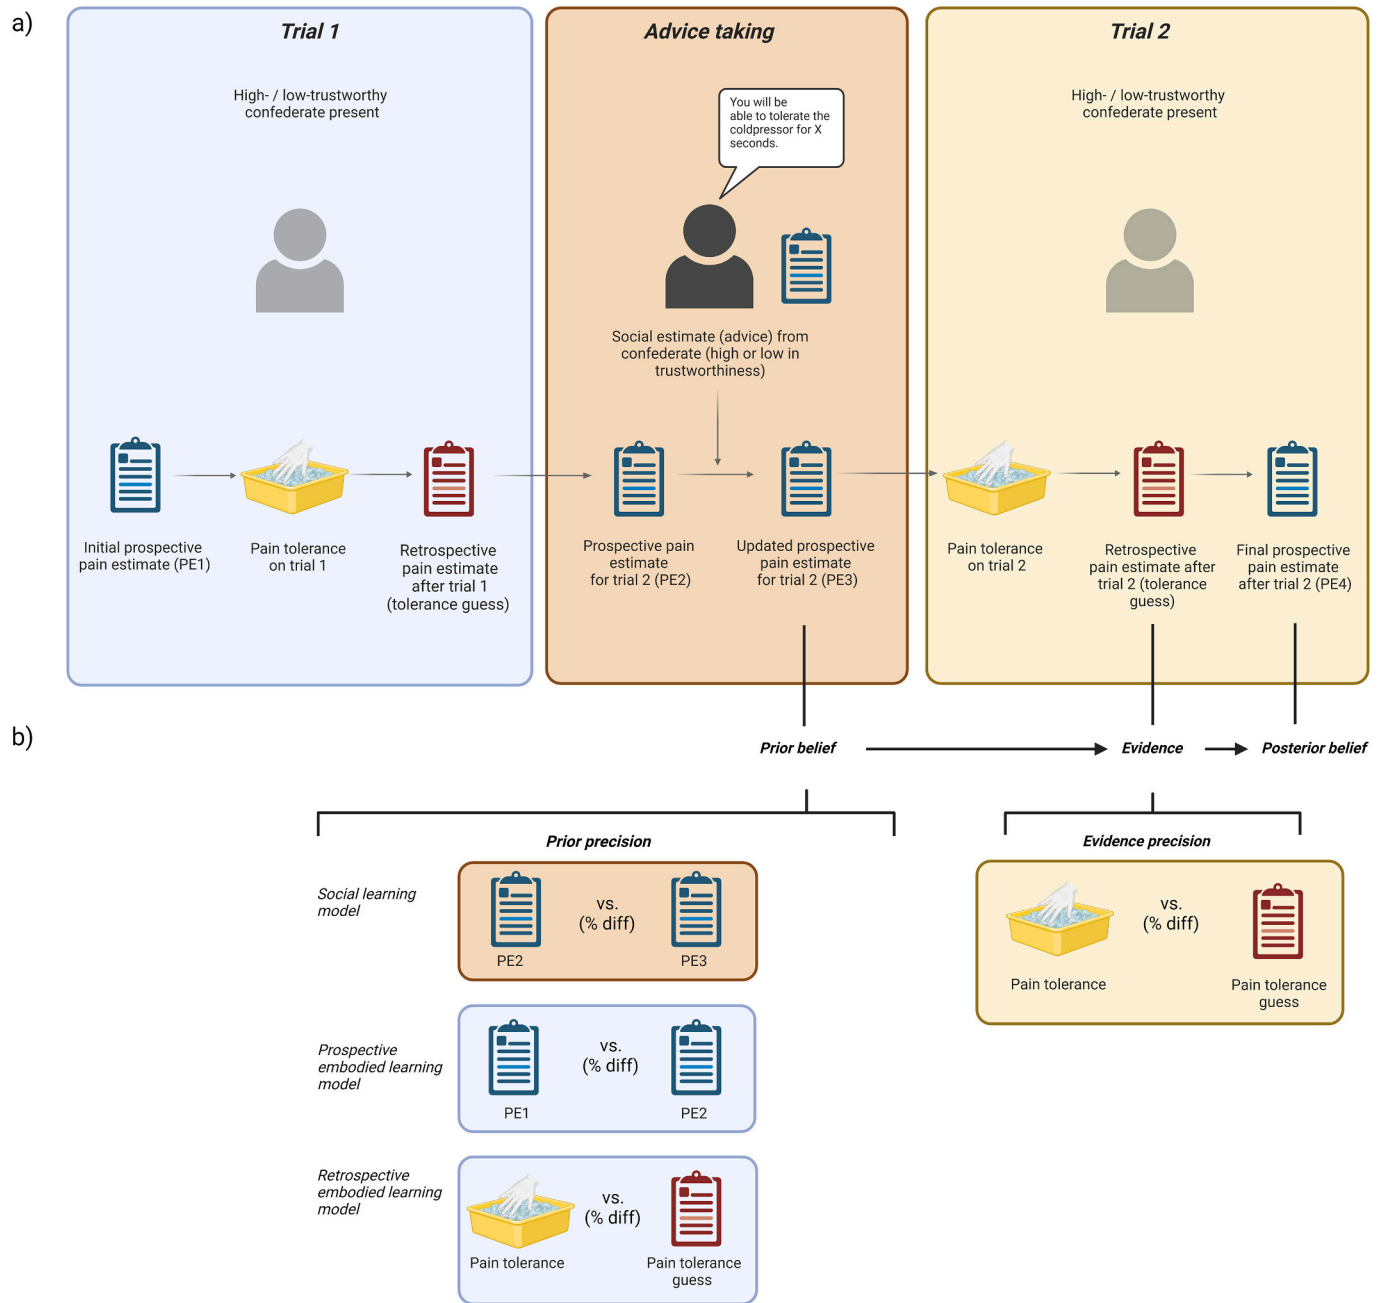 a)
Trial 1
High- / low-trustworthy
confederate present
Initial prospective
pain estimate (PE1)
Pain tolerance
on trial 1
Retrospective
pain estimate
after trial 1
(tolerance guess)
Advice taking
You will be
able to tolerate the
coldpressor for X
seconds.
Social estimate (advice) from
confederate (high or low in
trustworthiness)
Prospective pain
estimate
for trial 2 (PE2)
Updated prospective
pain estimate
for trial 2 (PE3)
Trial 2
High- / low-trustworthy
confederate present
Pain tolerance
on trial 2
Retrospective
pain estimate after
trial 2 (tolerance
guess)
Final prospective
pain estimate
after trial 2 (PE4)
b)
Prior belief
Evidence
Posterior belief
Prior precision
Social learning
model
PE2
vs.
(% diff)
PE3
Prospective
embodied learning
model
PE1
vs.
(% diff)
PE2
Retrospective
embodied learning
model
Pain tolerance
vs.
(% diff)
Pain tolerance
guess
Evidence precision
Pain tolerance
vs.
(% diff)
Pain tolerance
guess